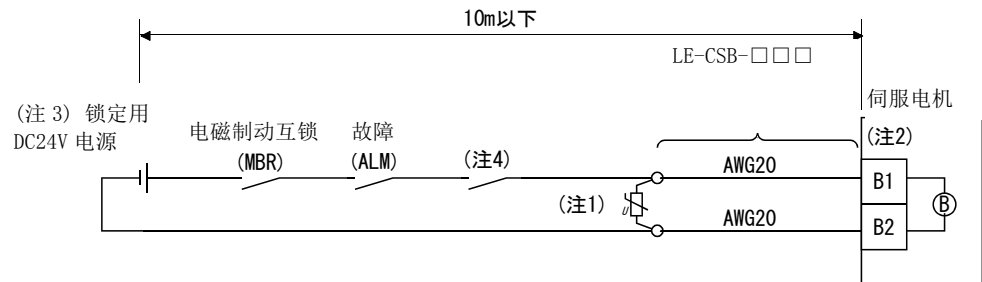 10m以下
LE-CSB-□□□
(注 3) 锁定用
DC24V 电源
电磁制动互锁
(MBR)
故障
(ALM)
(注4)
伺服电机
(注2)
AWG20
B1
(注1)
U
AWG20
B2
B